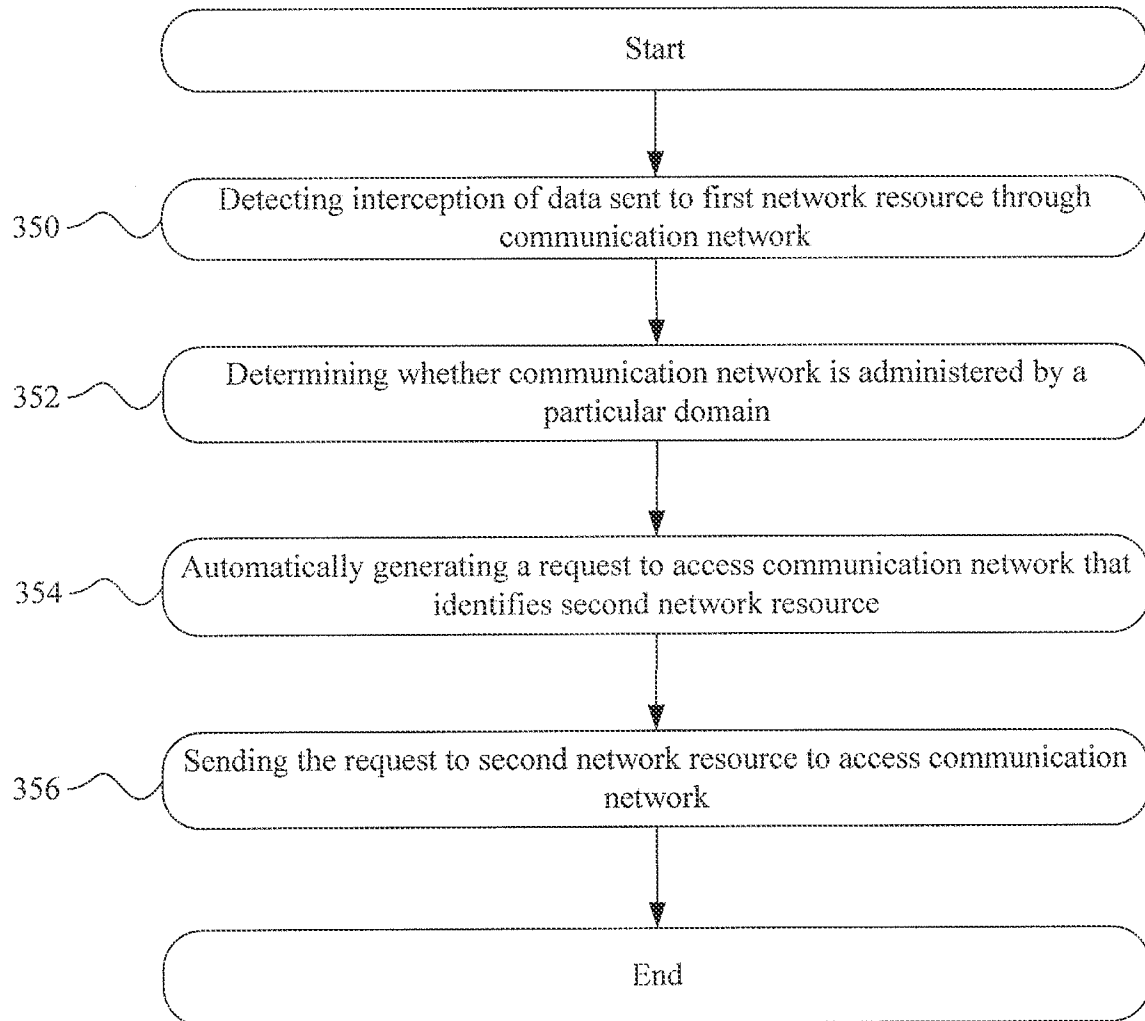 Start
350
Detecting interception of data sent to first network resource through
communication network
352
Determining whether communication network is administered by a
particular domain
354
Automatically generating a request to access communication network that
identifies second network resource
356
Sending the request to second network resource to access communication
network
End